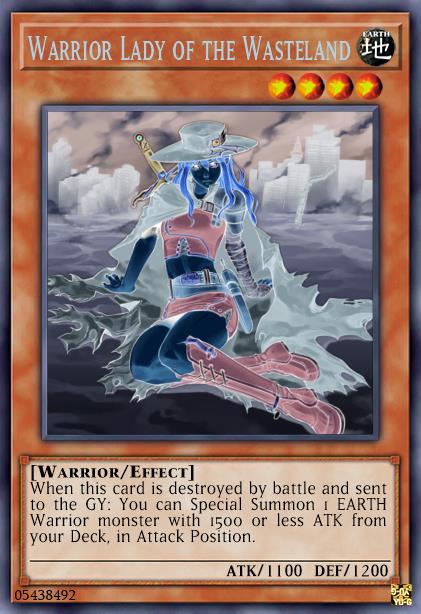 Warrior Lady of the Wasteland
EARTH
地
[Warrior/Effect]
When this card is destroyed by battle and sent
to the GY: You can Special Summon 1 EARTH
Warrior monster with 1500 or less ATK from
your Deck, in Attack Position.
ATK/1100 DEF/1200
05438492